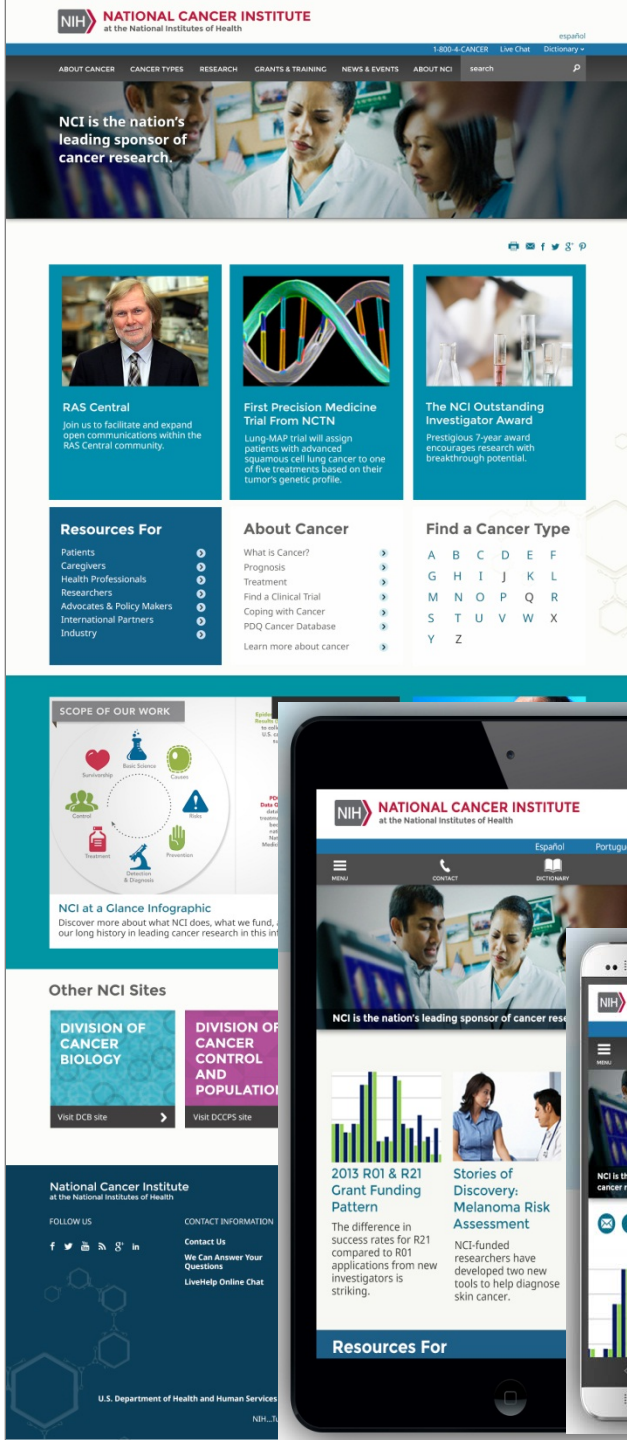 NIH NATIONAL CANCER INSTITUTE
at the National Institutes of Health
español
1-800-4-CANCER Live Chat Dictionary
ABOUT CANCER CANCER TYPES RESEARCH GRANTS & TRAINING NEWS & EVENTS ABOUT NCI search
NCI is the nation's
leading sponsor of
cancer research.
RAS Central
Join us to facilitate and expand
open communications within the
RAS Central community.
First Precision Medicine
Trial From NCTN
Lung-MAP trial will assign
patients with advanced
squamous cell lung cancer to one
of five treatments based on their
tumor's genetic profile.
The NCI Outstanding
Investigator Award
Prestigious 7-year award
encourages research with
breakthrough potential.
Resources For
Patients
Caregivers
Health Professionals
Researchers
Advocates & Policy Makers
International Partners
Industry
About Cancer
What is Cancer?
Prognosis
Treatment
Find a Clinical Trial
Coping with Cancer
PDQ Cancer Database
Learn more about cancer
Find a Cancer Type
A B C D E F
G H I J K L
M N O P Q R
S T U V W X
Y Z
SCOPE OF OUR WORK
Basic Science
Causes
Risks
Prevention
Detection
& Diagnosis
Treatment
Control
Survivorship
NCI at a Glance Infographic
Discover more about what NCI does, what we fund,
our long history in leading cancer research in this
Other NCI Sites
DIVISION OF
CANCER
BIOLOGY
Visit DCB site
DIVISION OF
CANCER
CONTROL
AND
POPULATION
Visit DCCPS site
National Cancer Institute
at the National Institutes of Health
FOLLOW US
CONTACT INFORMATION
Contact Us
We Can Answer Your
Questions
LiveHelp Online Chat
U.S. Department of Health and Human Services
NIH...Tu
NIH NATIONAL CANCER INSTITUTE
at the National Institutes of Health
Español Portugu
MENU CONTACT DICTIONARY
NCI is the nation's leading sponsor of cancer rese
2013 R01 & R21
Grant Funding
Pattern
The difference in
success rates for R21
compared to R01
applications from new
investigators is
striking.
Stories of
Discovery:
Melanoma Risk
Assessment
NCI-funded
researchers have
developed two new
tools to help diagnose
skin cancer.
Resources For
NIH
MENU
NCI is th
cancer r